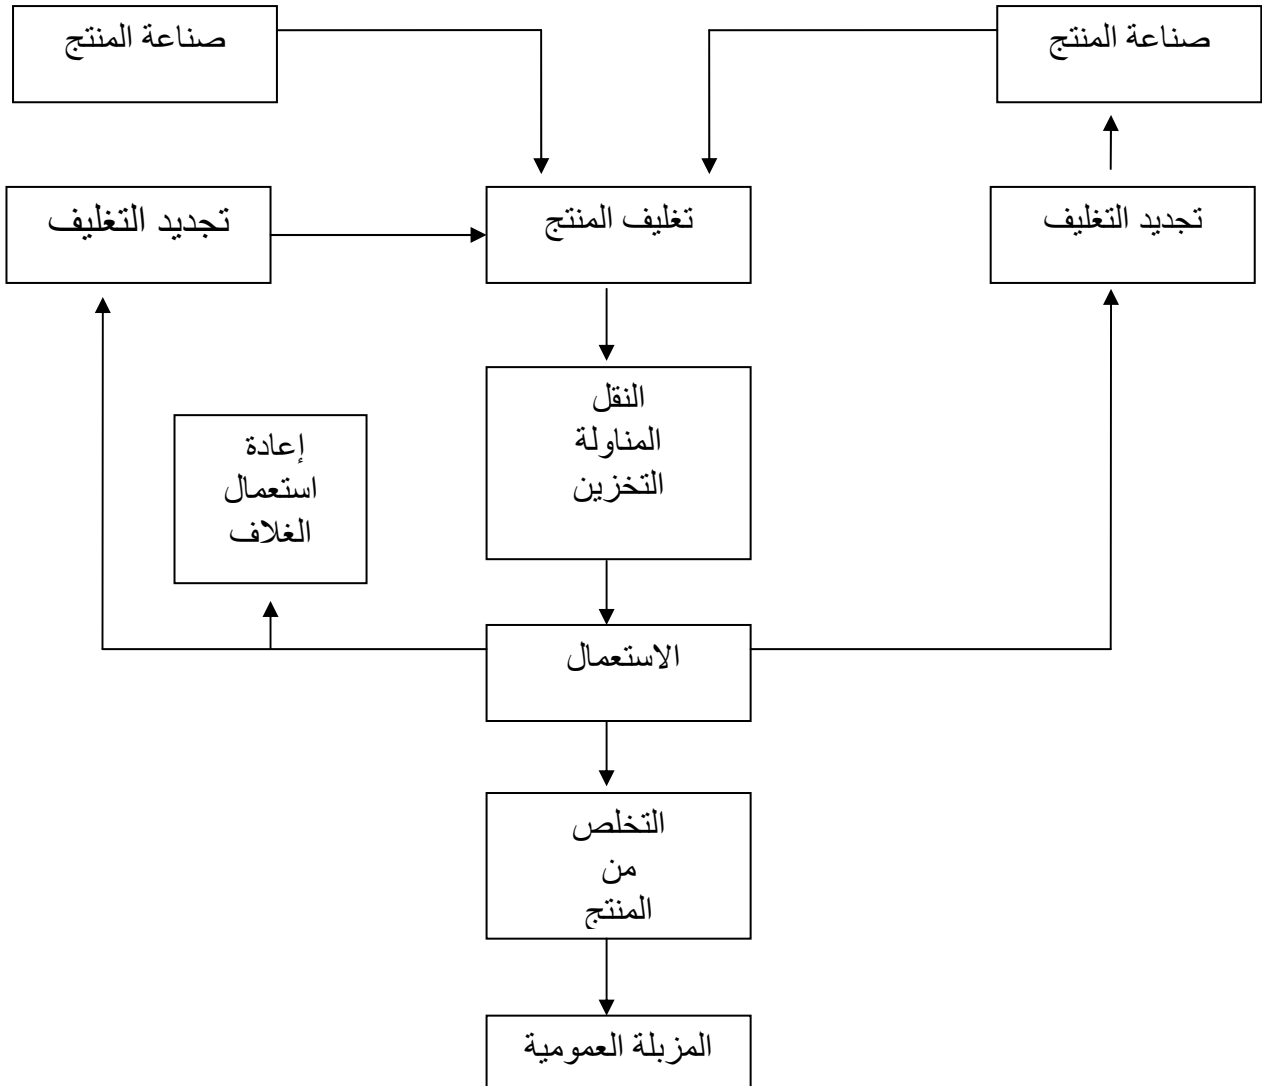 صناعة المنتج
صناعة المنتج
تجديد التغليف
تغليف المنتج
تجديد التغليف
النقل
المناولة
التخزين
إعادة
استعمال
الغلاف
الاستعمال
التخلص
من
المنتج
المزبلة العمومية